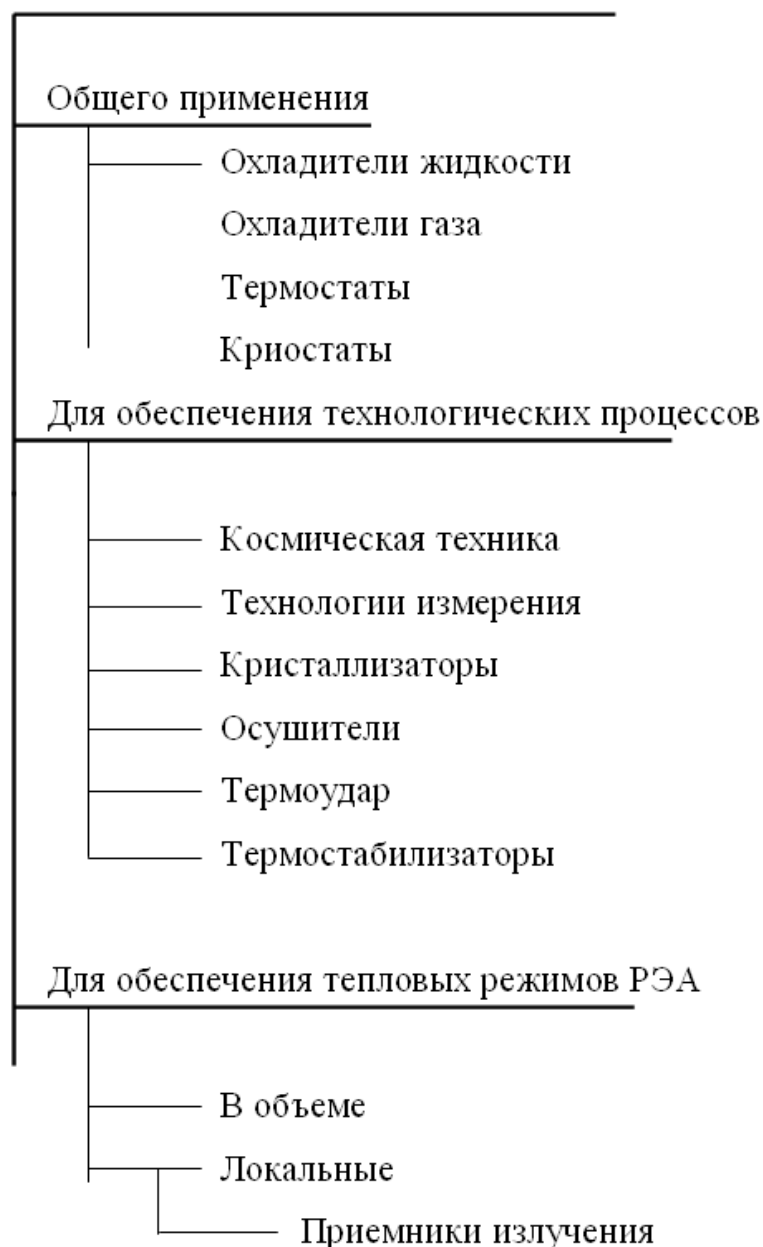 Общего применения
Охладители жидкости
Охладители газа
Термостаты
Криостаты
Для обеспечения технологических процессов
Космическая техника
Технологии измерения
Кристаллизаторы
Осушители
Термоудар
Термостабилизаторы
Для обеспечения тепловых режимов РЭА
В объеме
Локальные
Приемники излучения